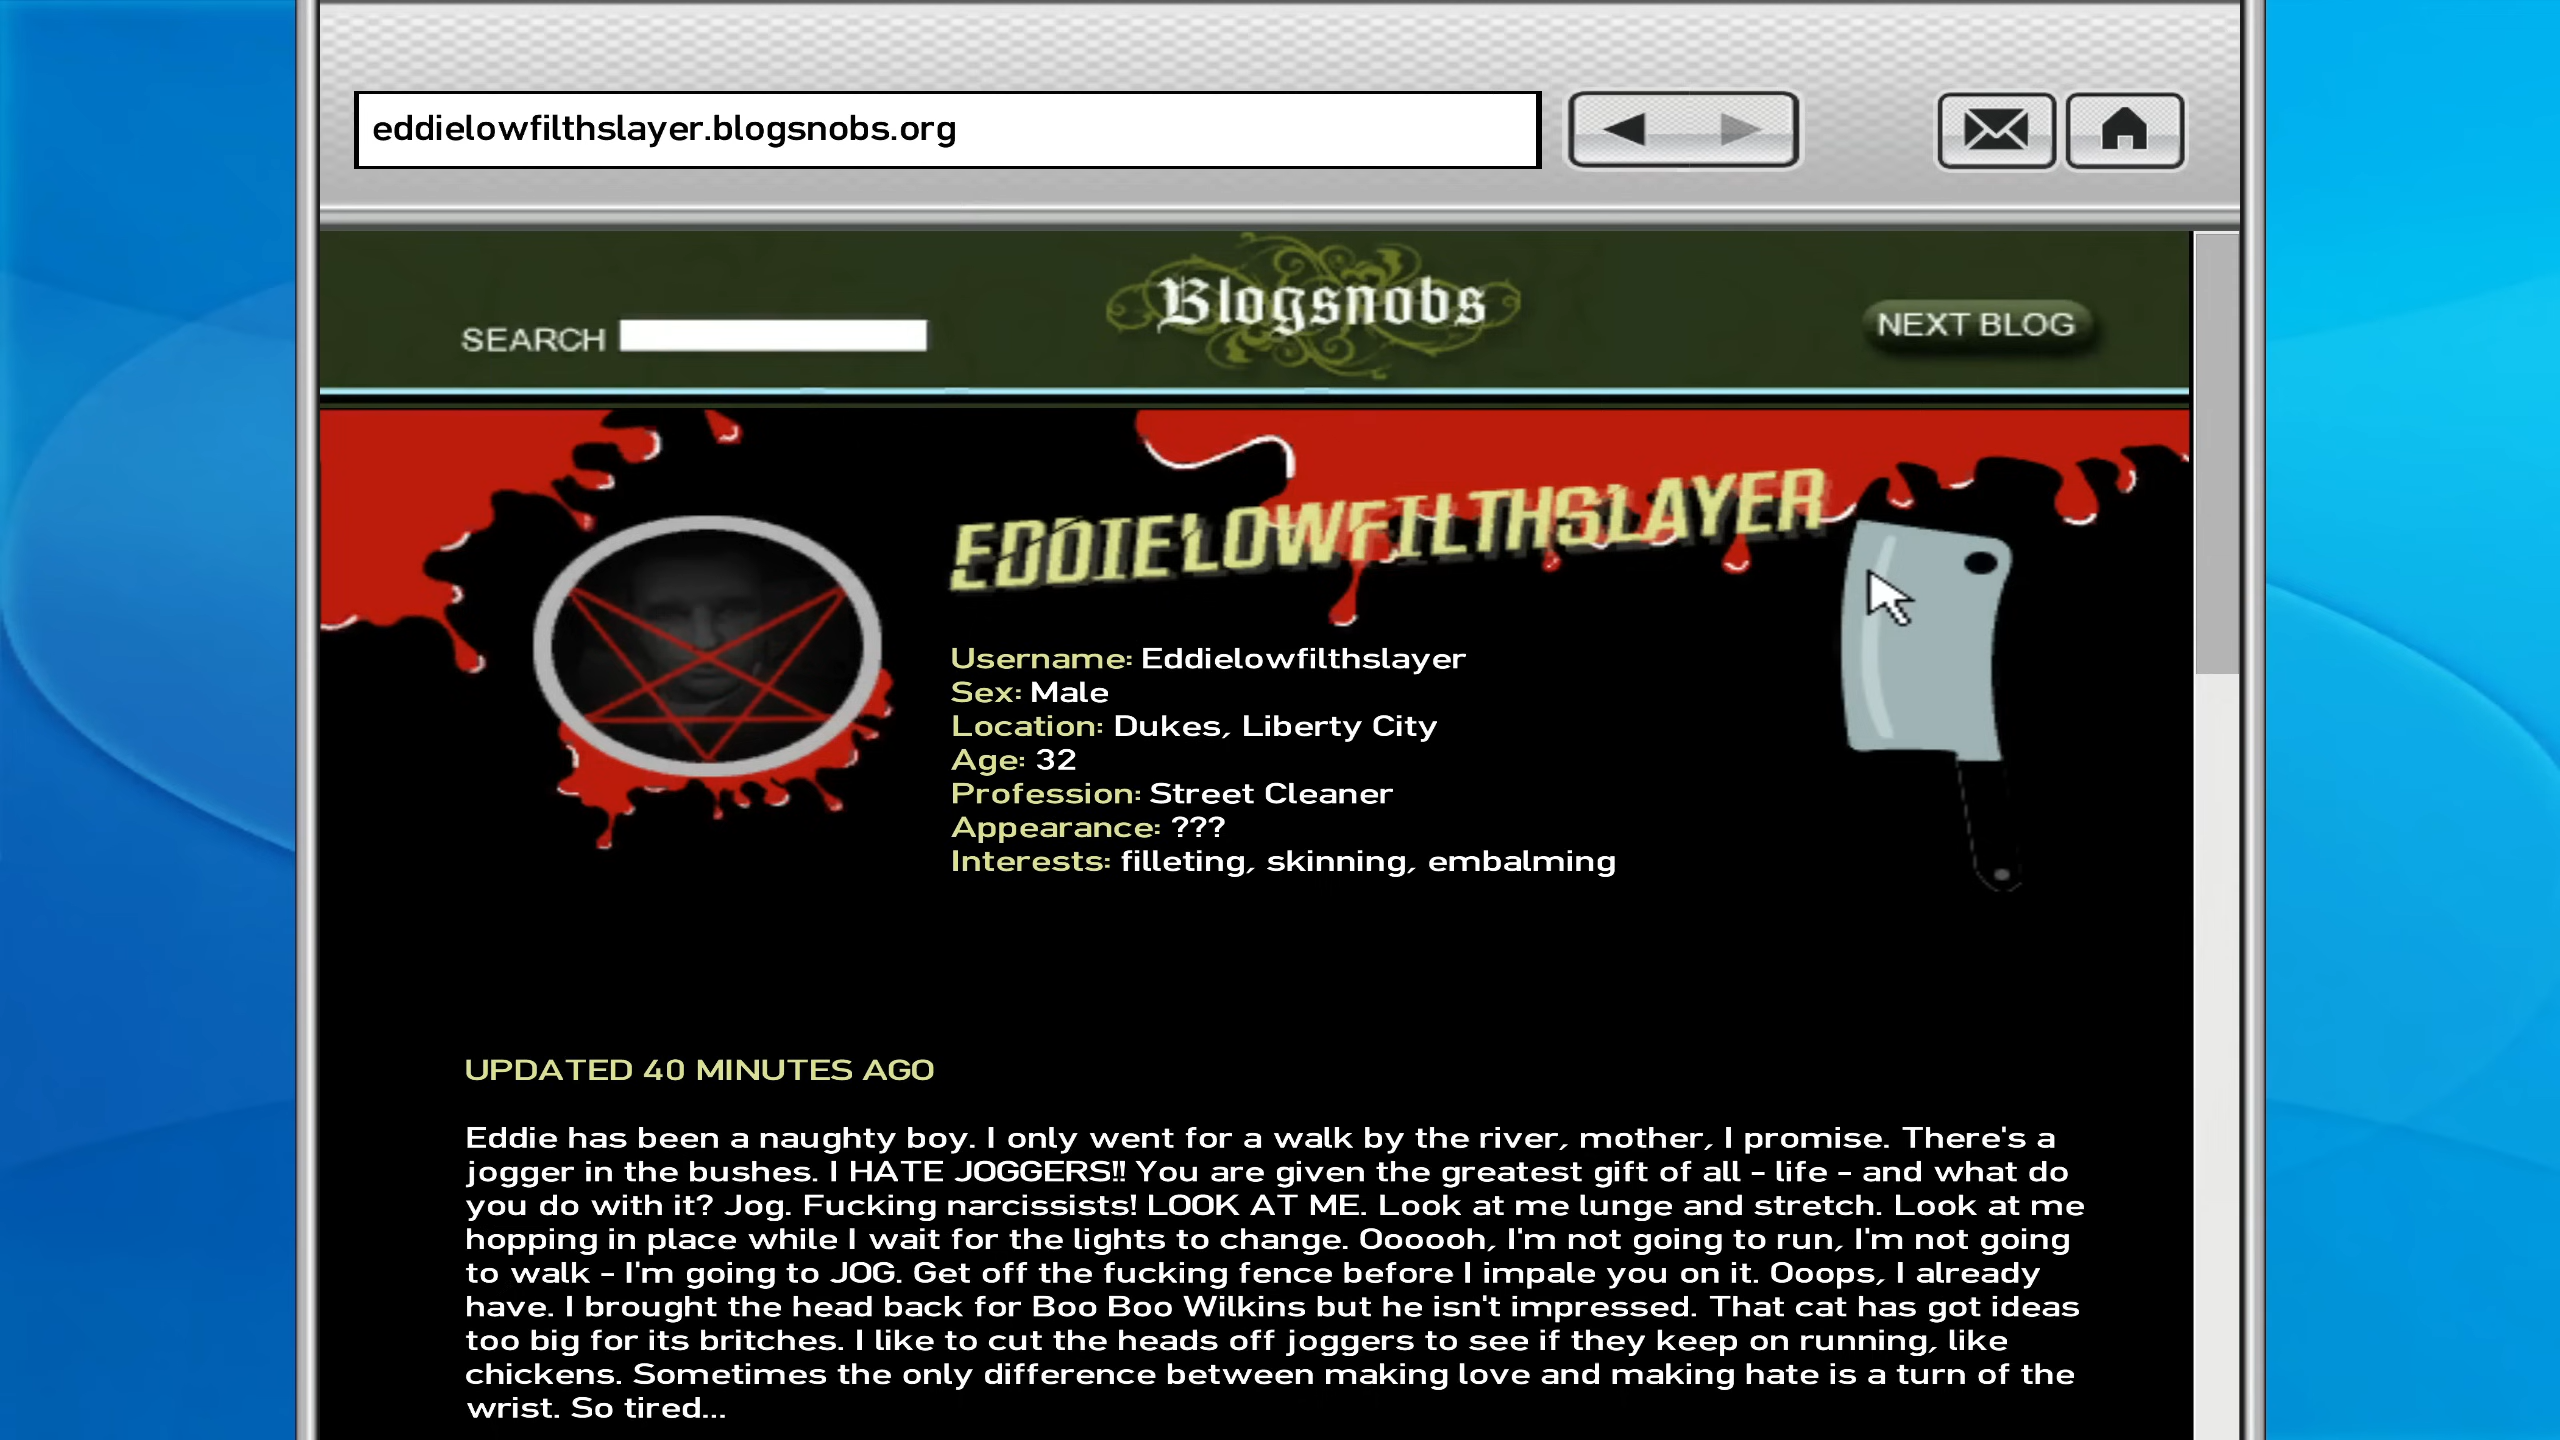 eddielowfilthslayer.blogsnobs.org
SEARCH
Blogsnobs
NEXT BLOG
EDDIELOWFILTHSLAYER
Username: Eddielowfilthslayer
Sex: Male
Location: Dukes, Liberty City
Age: 32
Profession: Street Cleaner
Appearance: ???
Interests: filleting, skinning, embalming
UPDATED 40 MINUTES AGO
Eddie has been a naughty boy. I only went for a walk by the river, mother, I promise. There's a
jogger in the bushes. I HATE JOGGERS!! You are given the greatest gift of all - life - and what do
you do with it? Jog. Fucking narcissists! LOOK AT ME. Look at me lunge and stretch. Look at me
hopping in place while I wait for the lights to change. Oooooh, I'm not going to run, I'm not going
to walk - I'm going to JOG. Get off the fucking fence before I impale you on it. Ooops, I already
have. I brought the head back for Boo Boo Wilkins but he isn't impressed. That cat has got ideas
too big for its britches. I like to cut the heads off joggers to see if they keep on running, like
chickens. Sometimes the only difference between making love and making hate is a turn of the
wrist. So tired...